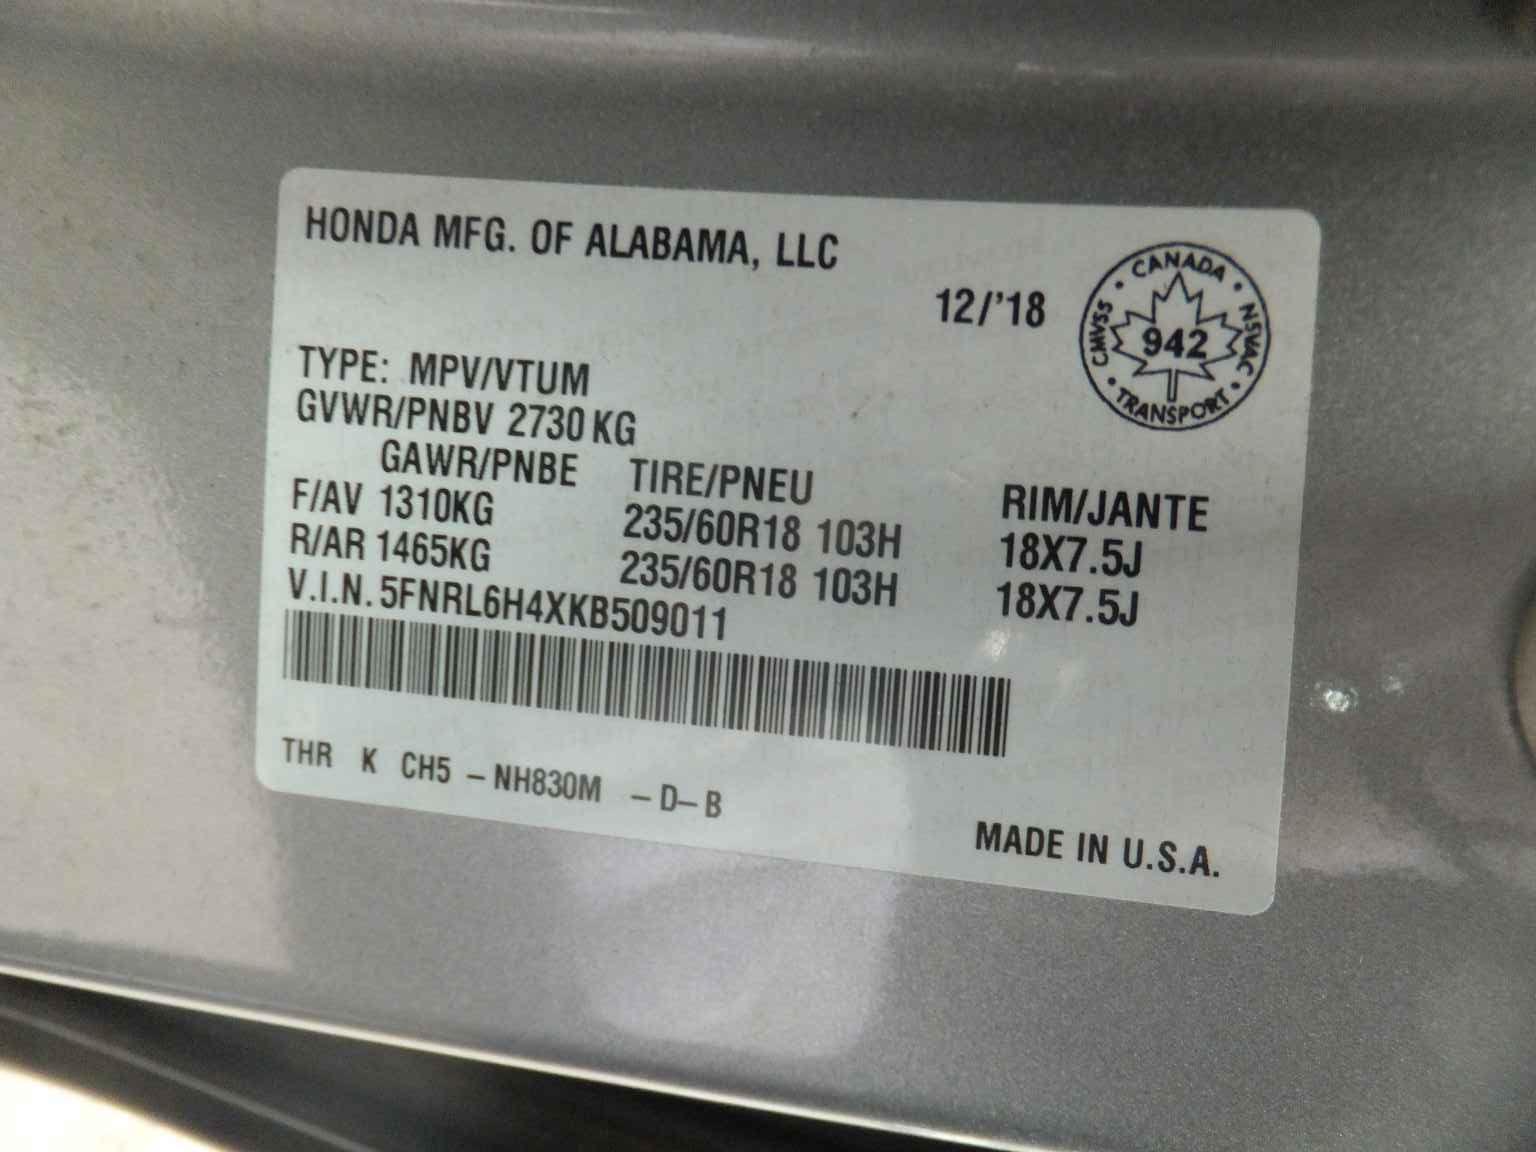 HONDA MFG. OF ALABAMA, LLC
12/'18
CANADA
CMVSS
942
NSVAC
TRANSPORT
TYPE: MPV/VTUM
GVWR/PNBV 2730 KG
GAWR/PNBE TIRE/PNEU RIM/JANTE
F/AV 1310KG 235/60R18 103H 18X7.5J
R/AR 1465KG 235/60R18 103H 18X7.5J
V.I.N. 5FNRL6H4XKB509011
THR K CH5 – NH830M – D– B
MADE IN U.S.A.